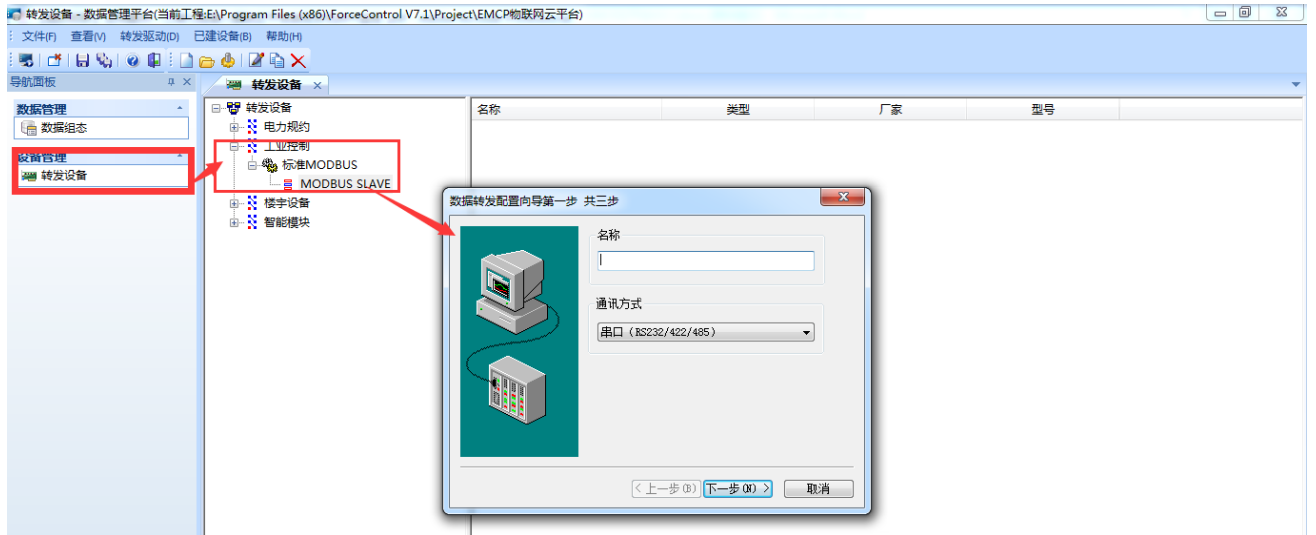 转发设备 - 数据管理平台(当前工程:E:\Program Files (x86)\ForceControl V7.1\Project\EMCP物联网云平台)
文件(F) 查看(V) 转发驱动(D) 已建设备(B) 帮助(H)
导航面板
转发设备
数据管理
数据组态
设备管理
转发设备
转发设备
电力规约
工业控制
标准MODBUS
MODBUS SLAVE
楼宇设备
智能模块
名称 类型 厂家 型号
数据转发配置向导第一步 共三步
名称
通讯方式
串口（RS232/422/485）
< 上一步(B) 下一步(N) > 取消